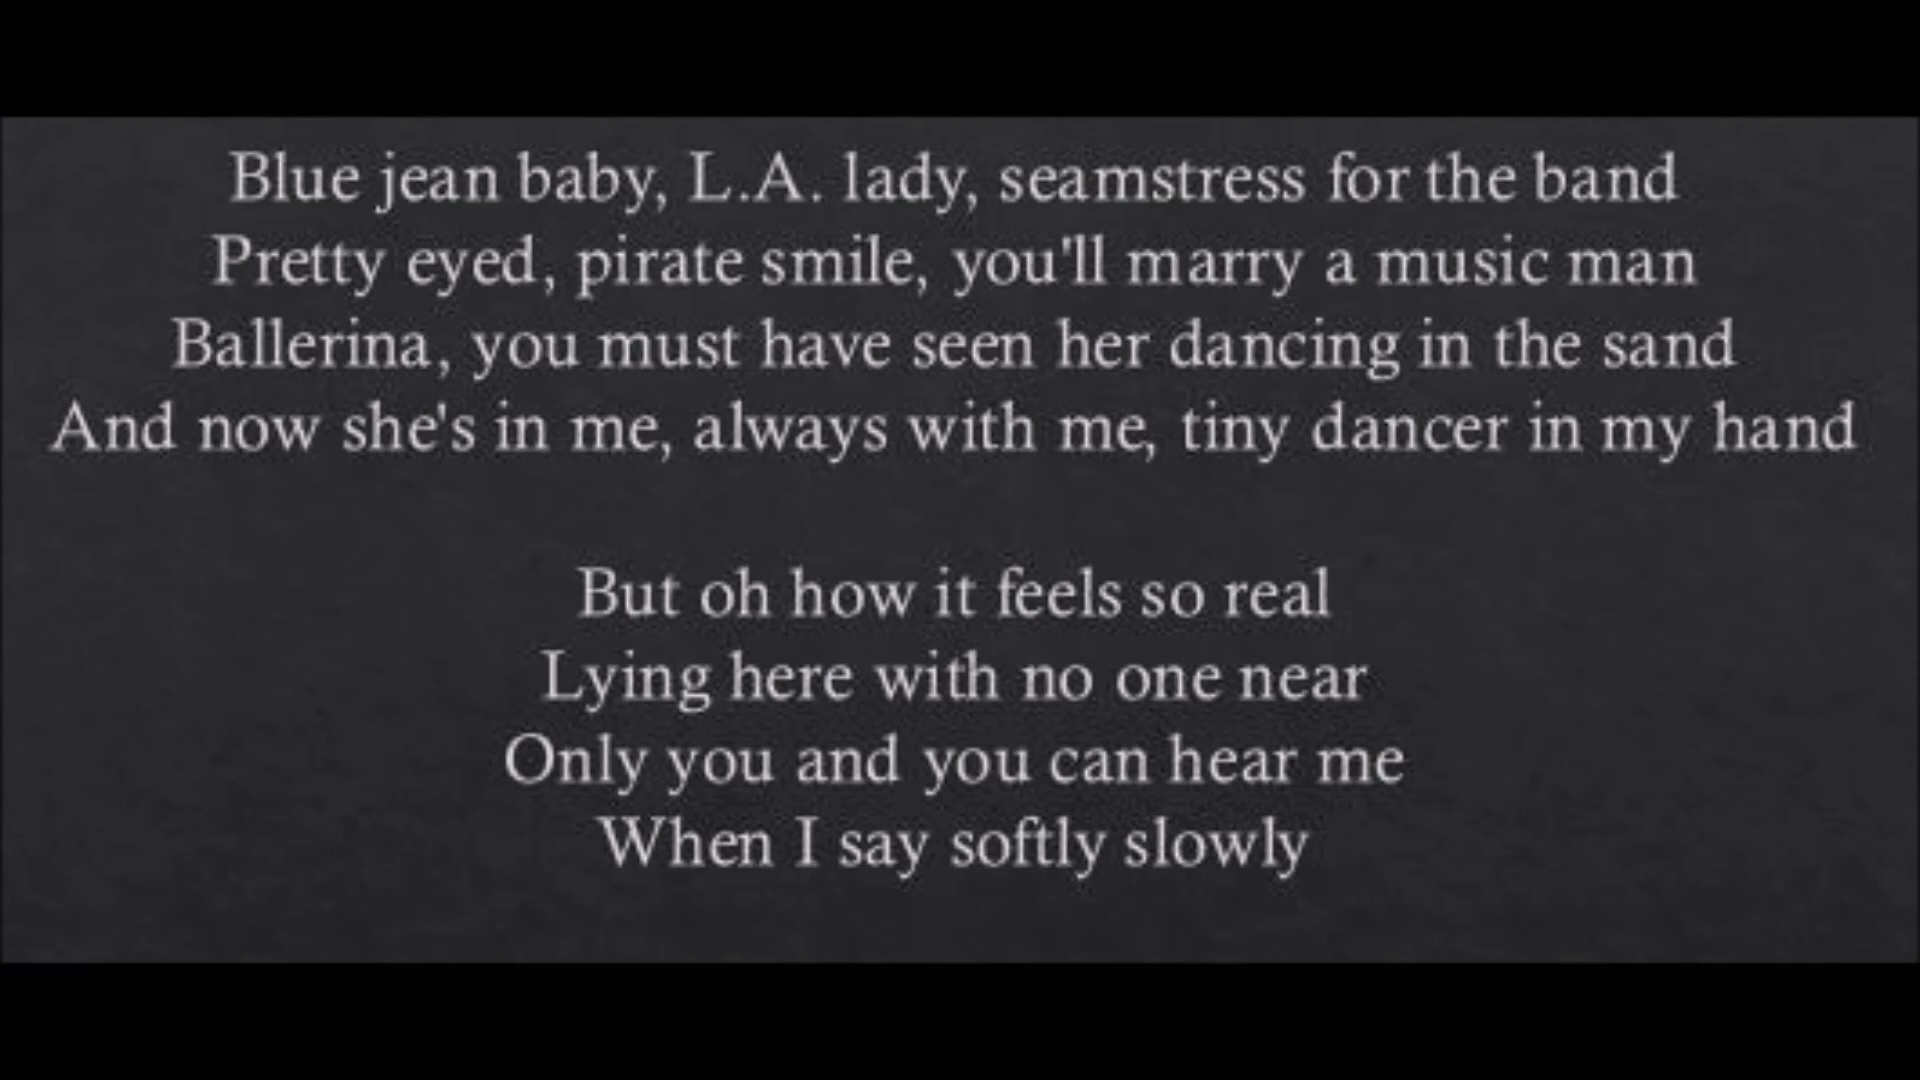 Blue jean baby, L.A. lady, seamstress for the band
Pretty eyed, pirate smile, you'll marry a music man
Ballerina, you must have seen her dancing in the sand
And now she's in me, always with me, tiny dancer in my hand
But oh how it feels so real
Lying here with no one near
Only you and you can hear me
When I say softly slowly